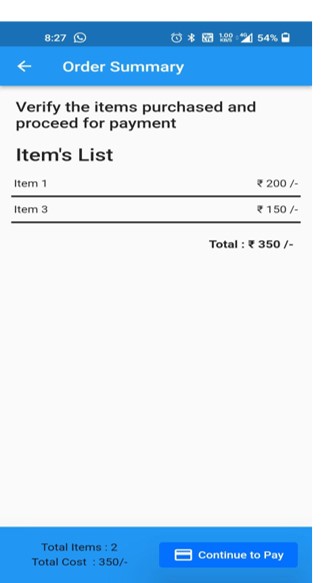 8:27 1.00 KB/S 4G 54%
Order Summary
Verify the items purchased and
proceed for payment
Item's List
Item 1 ₹ 200 /-
Item 3 ₹ 150 /-
Total : ₹ 350 /-
Total Items : 2
Total Cost : 350/-
Continue to Pay